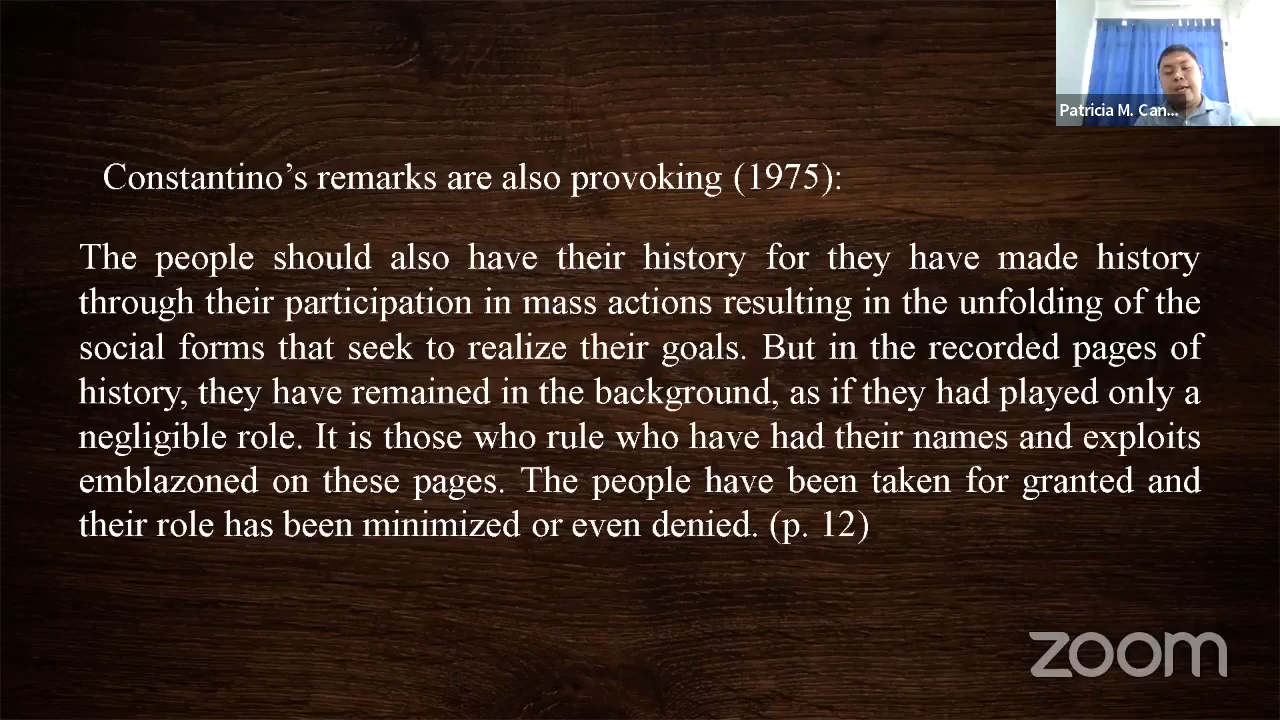 Patricia M. Can...
Constantino’s remarks are also provoking (1975):
The people should also have their history for they have made history
through their participation in mass actions resulting in the unfolding of the
social forms that seek to realize their goals. But in the recorded pages of
history, they have remained in the background, as if they had played only a
negligible role. It is those who rule who have had their names and exploits
emblazoned on these pages. The people have been taken for granted and
their role has been minimized or even denied. (p. 12)
zoom